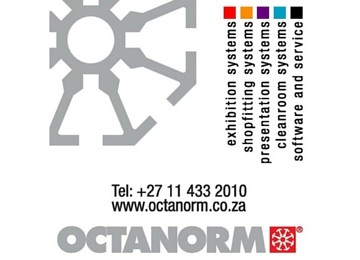 exhibition systems
shopfitting systems
presentation systems
cleanroom systems
software and service
Tel: +27 11 433 2010
www.octanorm.co.za
OCTANORM®